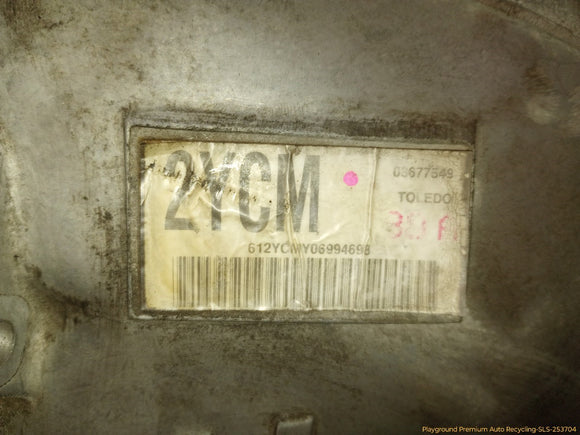 2YCM
03677549
TOLEDO
612YCMY06994698
Playground Premium Auto Recycling-SLS-253704